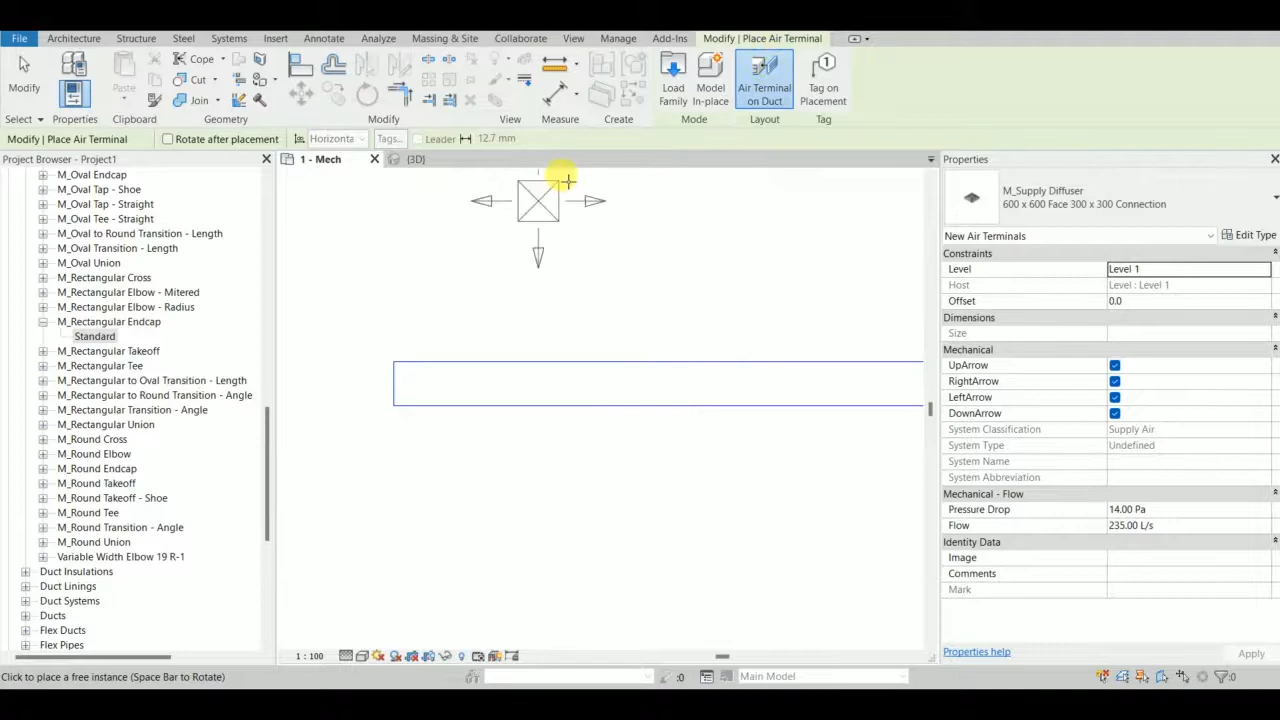 File Architecture Structure Steel Systems Insert Annotate Analyze Massing & Site Collaborate View Manage Add-Ins Modify | Place Air Terminal
Cope
Cut
Join
Modify
Paste
Properties
Load Family
Model In-place
Air Terminal on Duct
Tag on Placement
Select Properties Clipboard Geometry Modify View Measure Create Mode Layout Tag
Modify | Place Air Terminal Rotate after placement Horizonta Tags... Leader 12.7 mm
Project Browser - Project1
M_Oval Endcap
M_Oval Tap - Shoe
M_Oval Tap - Straight
M_Oval Tee - Straight
M_Oval to Round Transition - Length
M_Oval Transition - Length
M_Oval Union
M_Rectangular Cross
M_Rectangular Elbow - Mitered
M_Rectangular Elbow - Radius
M_Rectangular Endcap
Standard
M_Rectangular Takeoff
M_Rectangular Tee
M_Rectangular to Oval Transition - Length
M_Rectangular to Round Transition - Angle
M_Rectangular Transition - Angle
M_Rectangular Union
M_Round Cross
M_Round Elbow
M_Round Endcap
M_Round Takeoff
M_Round Takeoff - Shoe
M_Round Tee
M_Round Transition - Angle
M_Round Union
Variable Width Elbow 19 R-1
Duct Insulations
Duct Linings
Duct Systems
Ducts
Flex Ducts
Flex Pipes
1 - Mech {3D}
1 : 100
Properties
M_Supply Diffuser
600 x 600 Face 300 x 300 Connection
New Air Terminals Edit Type
Constraints
Level Level 1
Host Level : Level 1
Offset 0.0
Dimensions
Size
Mechanical
UpArrow
RightArrow
LeftArrow
DownArrow
System Classification Supply Air
System Type Undefined
System Name
System Abbreviation
Mechanical - Flow
Pressure Drop 14.00 Pa
Flow 235.00 L/s
Identity Data
Image
Comments
Mark
Properties help Apply
Click to place a free instance (Space Bar to Rotate) :0 Main Model :0